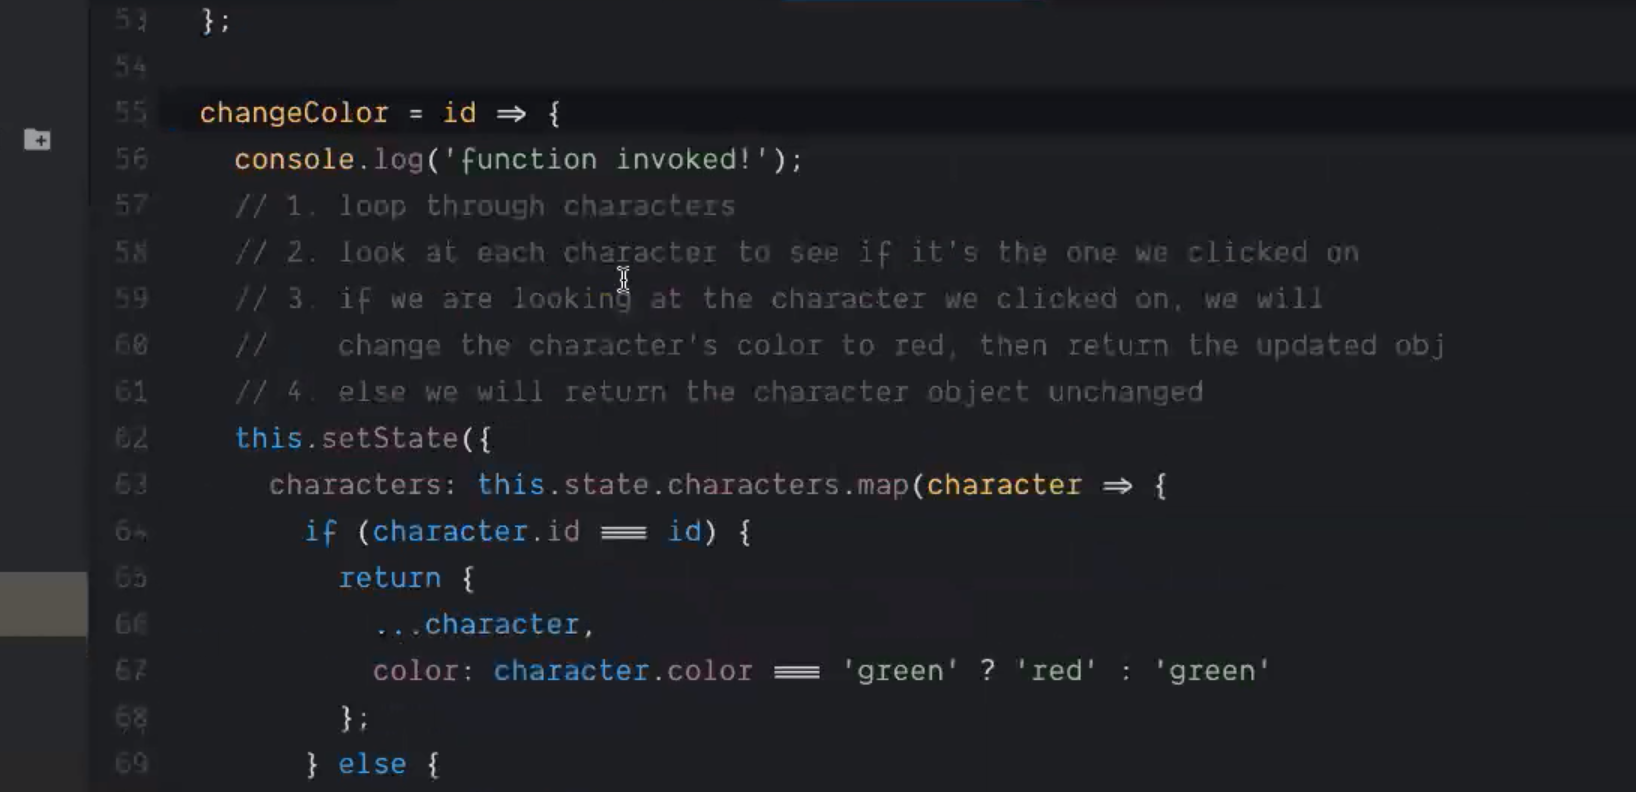 53 };
54
55 changeColor = id => {
56 console.log('function invoked!');
57 // 1. loop through characters
58 // 2. look at each character to see if it's the one we clicked on
59 // 3. if we are looking at the character we clicked on, we will
60 // change the character's color to red, then return the updated obj
61 // 4. else we will return the character object unchanged
62 this.setState({
63 characters: this.state.characters.map(character => {
64 if (character.id === id) {
65 return {
66 ...character,
67 color: character.color === 'green' ? 'red' : 'green'
68 };
69 } else {